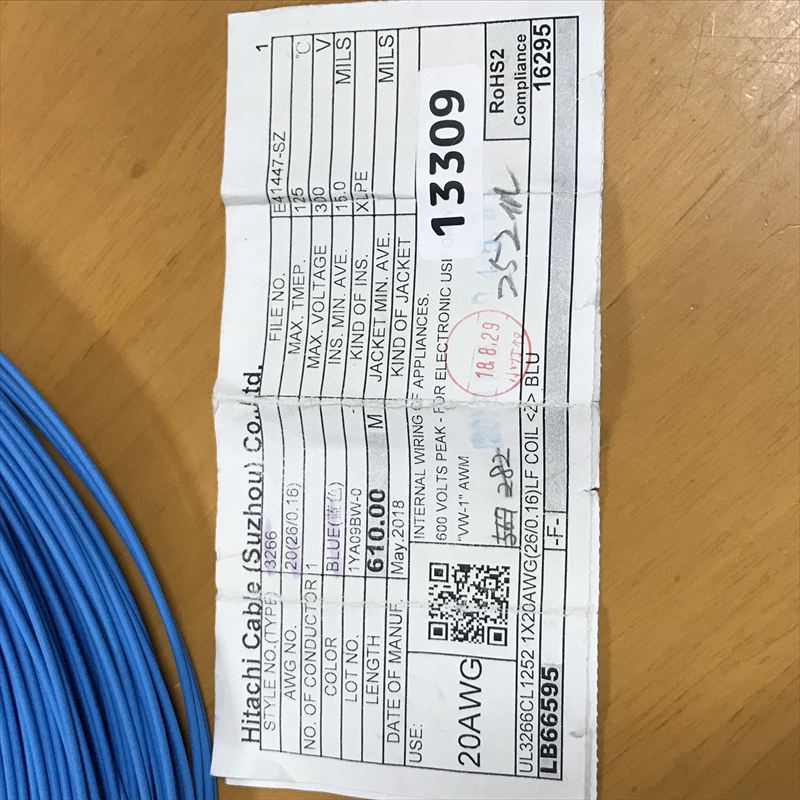 Hitachi Cable (Suzhou) Co.,Ltd. 1
STYLE NO.(TYPE) 3266 FILE NO. E41447-SZ
AWG NO. 20(26/0.16) MAX. TMEP. 125 ℃
NO. OF CONDUCTOR 1 MAX. VOLTAGE 300 V
COLOR BLUE(蓝色) INS. MIN. AVE. 15.0 MILS
LOT NO. 1YA09BW-0 KIND OF INS. XLPE
LENGTH 610.00 M JACKET MIN. AVE. MILS
DATE OF MANUF. May.2018 KIND OF JACKET
13309
USE: INTERNAL WIRING OF APPLIANCES.
600 VOLTS PEAK - FOR ELECTRONIC USE
"VW-1" AWM
RoHS2
Compliance
20AWG
282
18.8.29
252m
UL3266CL1252 1X20AWG(26/0.16)LF COIL <Z> BLU 16295
LB66595 -F-